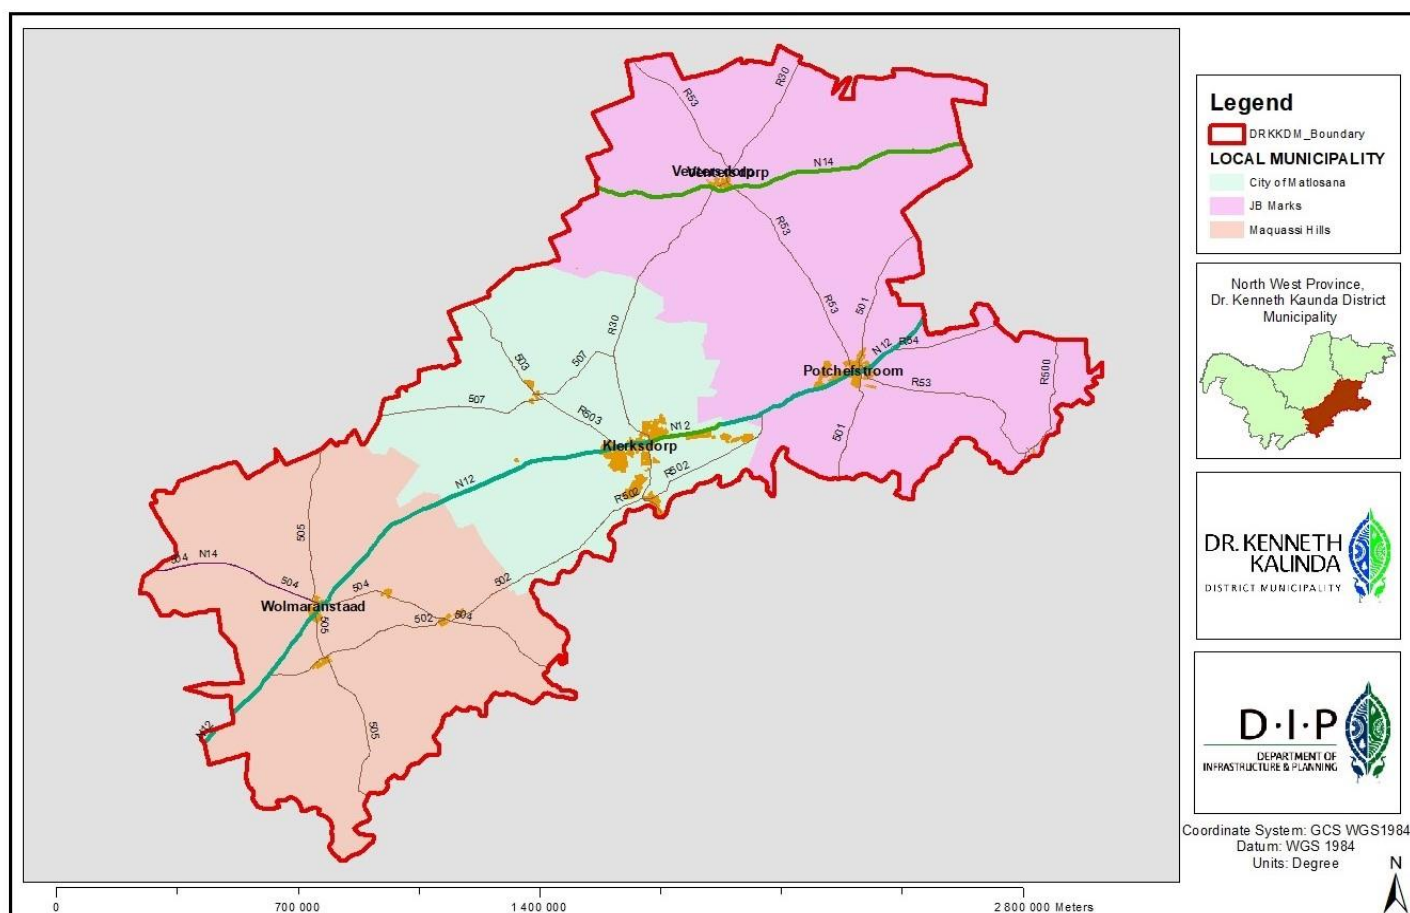 R53
R30
Ventersdorp
Ventersdorp
N14
R53
R53
501
R30
N12
R54
503
507
Potchefstroom
R53
R500
507
R503
N12
Klerksdorp
501
R502
R502
N12
505
504
N14
504
504
502
Wolmaranstaad
505
502
504
N12
505
0
700 000
1 400 000
2 800 000 Meters
Legend
DRKKDM_Boundary
LOCAL MUNICIPALITY
City of Matlosana
JB Marks
Maquassi Hills
North West Province,
Dr. Kenneth Kaunda District
Municipality
DR. KENNETH
KAUNDA
DISTRICT MUNICIPALITY
D·I·P
DEPARTMENT OF
INFRASTRUCTURE & PLANNING
Coordinate System: GCS WGS1984
Datum: WGS 1984
Units: Degree
N